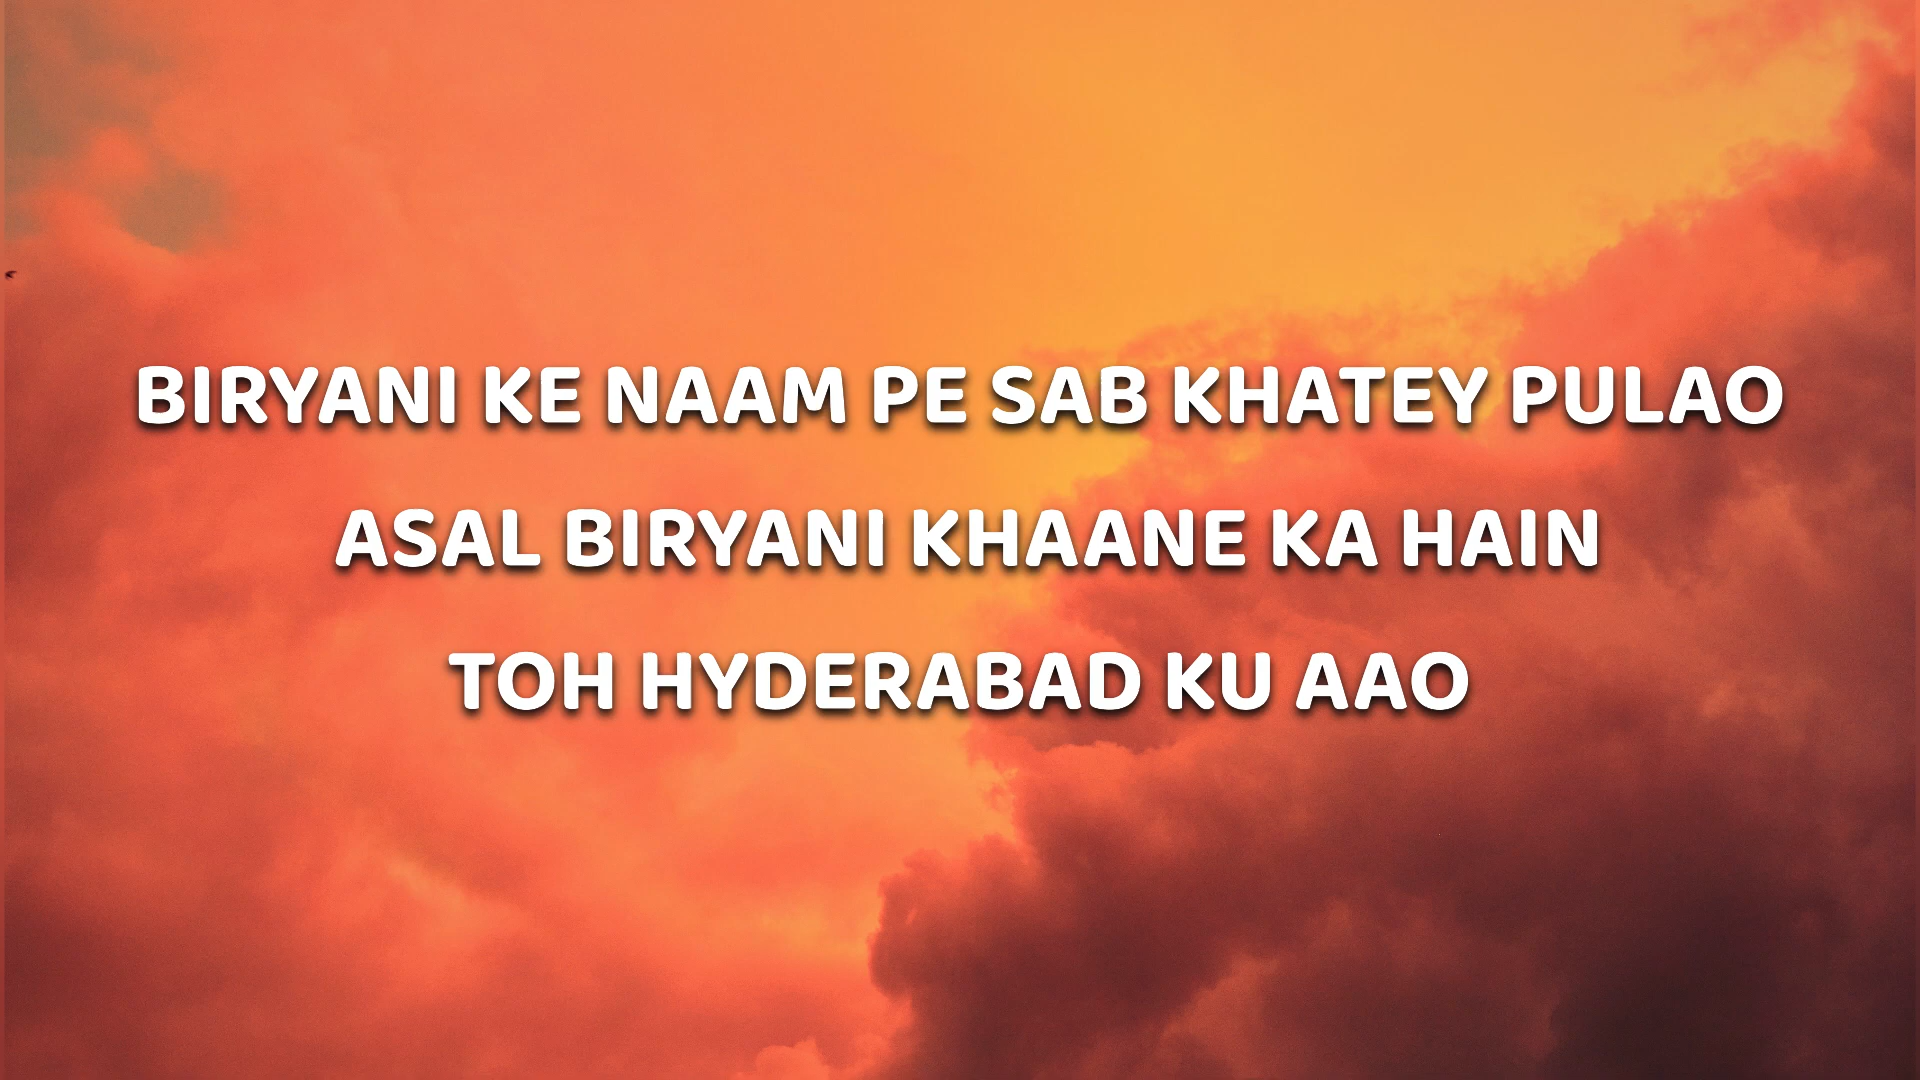 BIRYANI KE NAAM PE SAB KHATEY PULAO
ASAL BIRYANI KHAANE KA HAIN
TOH HYDERABAD KU AAO